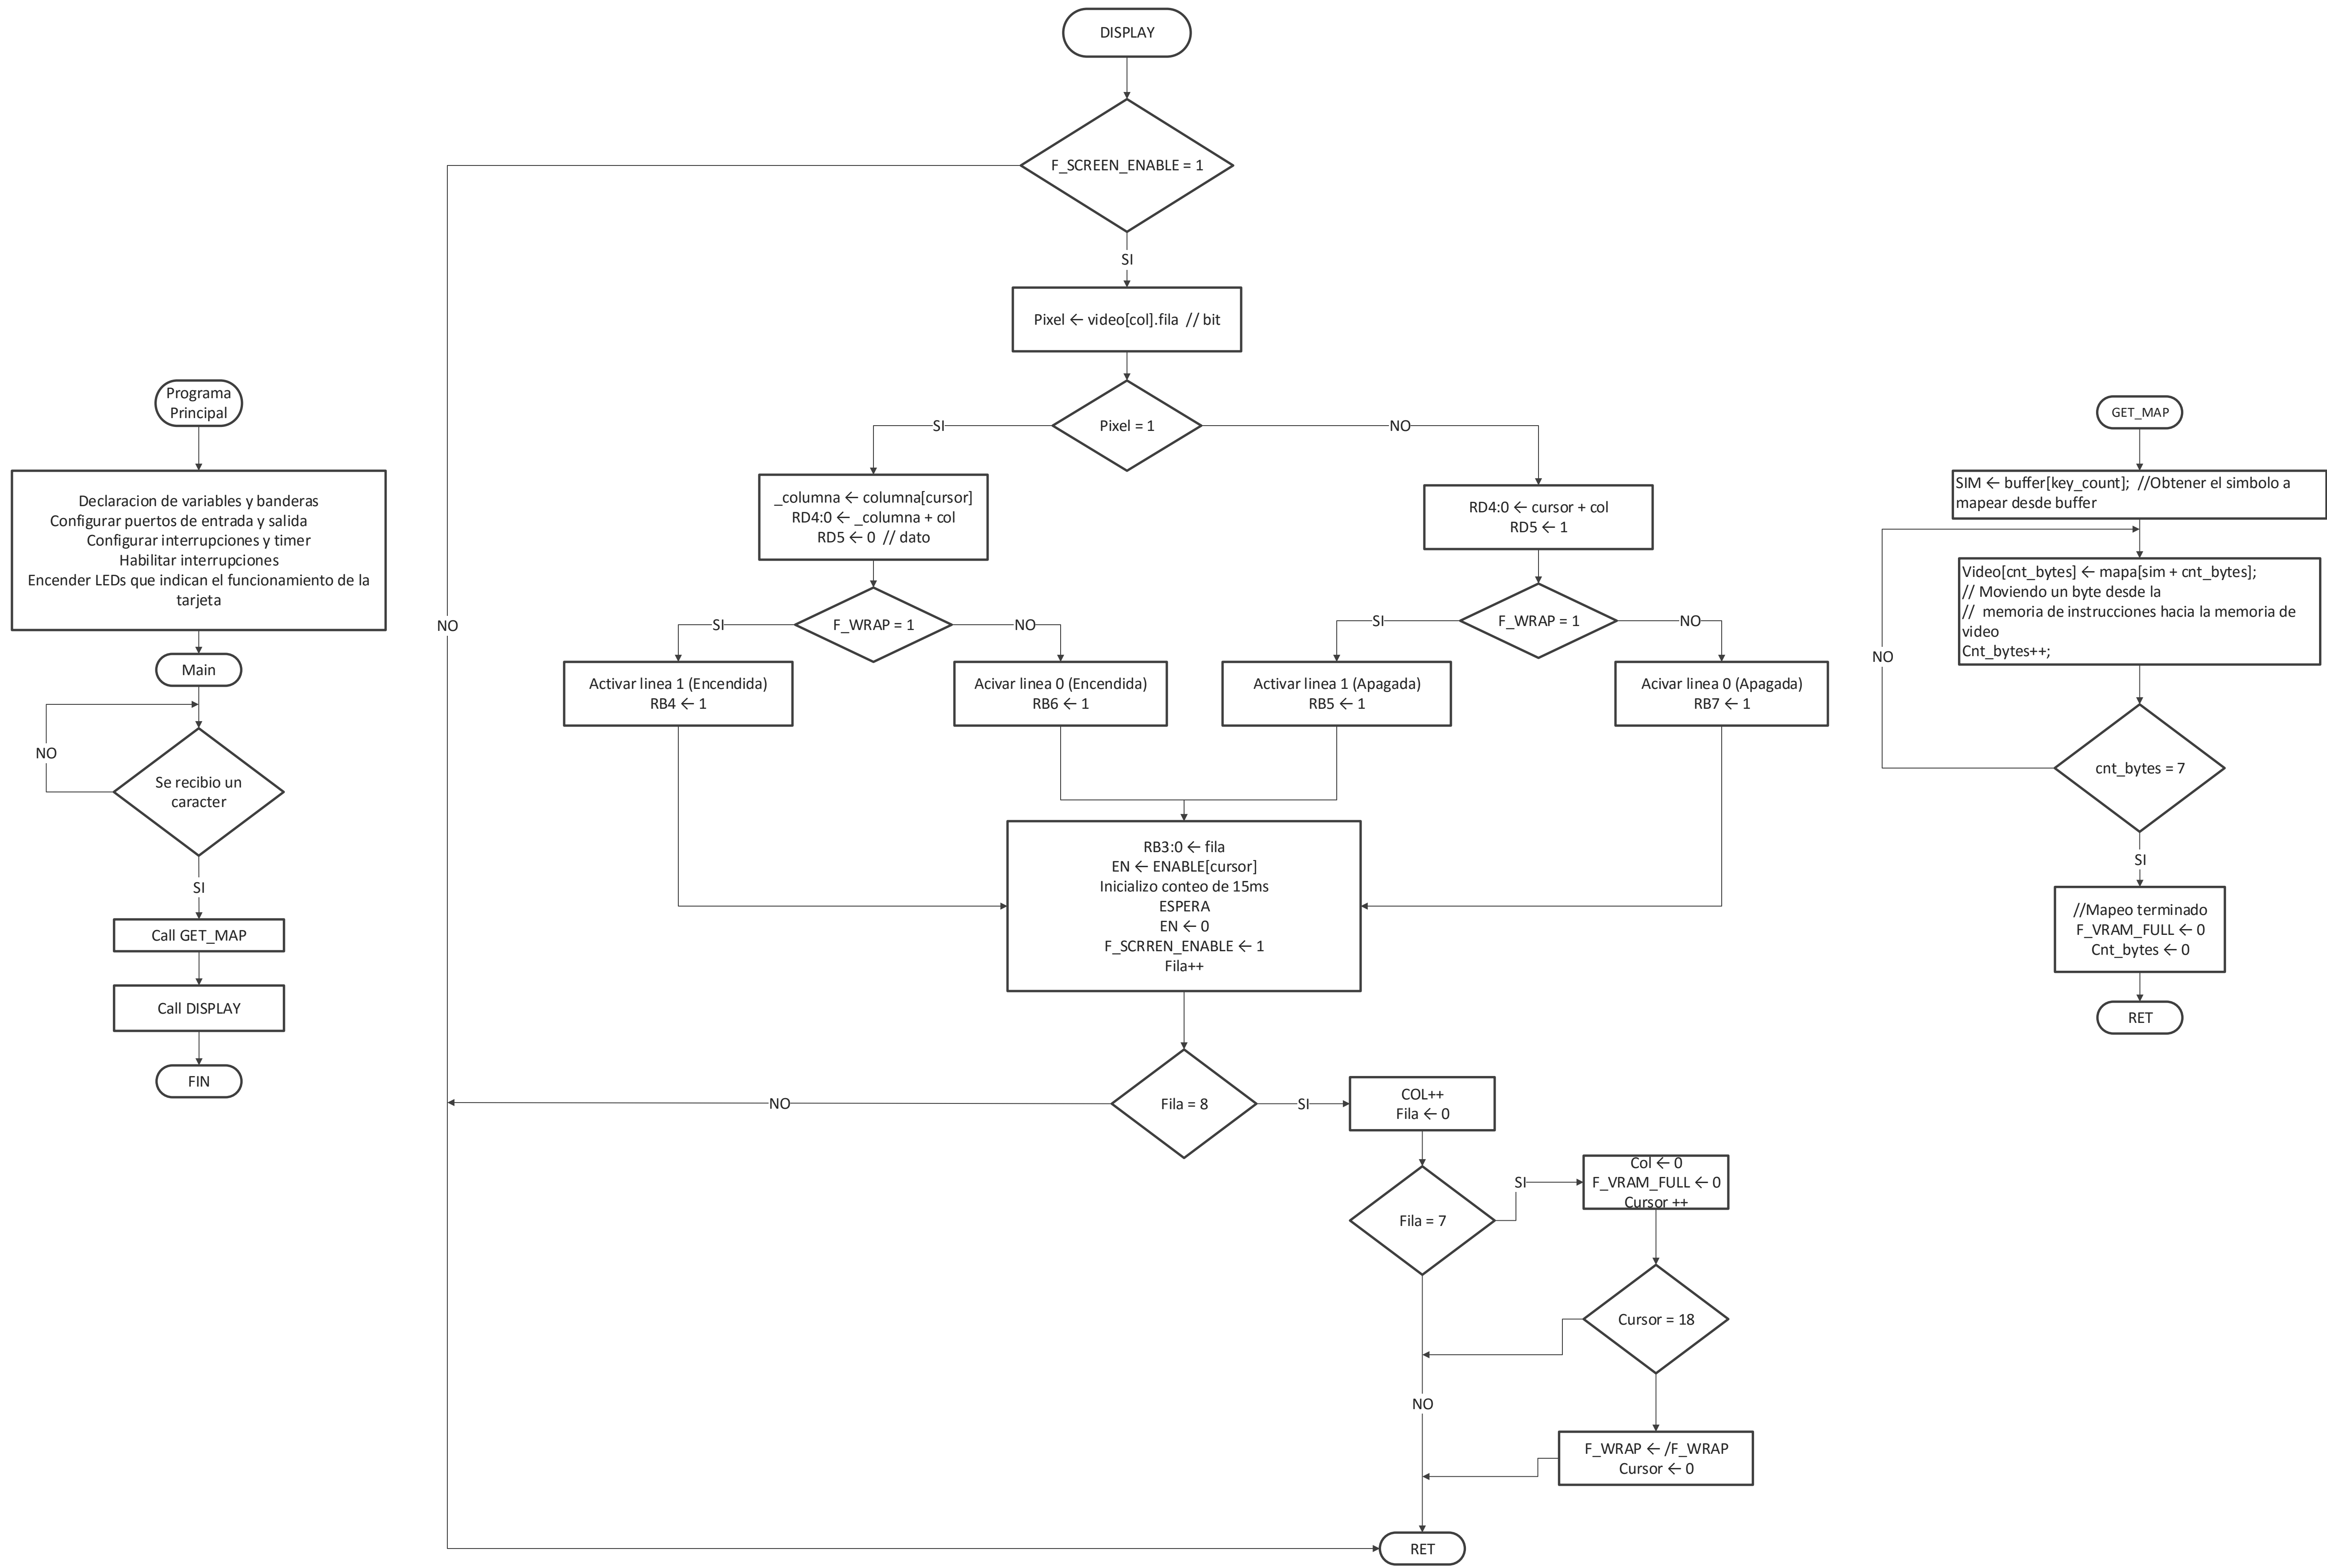 DISPLAY
F_SCREEN_ENABLE = 1
SI
NO
Pixel ← video[col].fila // bit
Pixel = 1
SI
NO
_columna ← columna[cursor]
RD4:0 ← _columna + col
RD5 ← 0 // dato
RD4:0 ← cursor + col
RD5 ← 1
F_WRAP = 1
SI
NO
F_WRAP = 1
SI
NO
Activar linea 1 (Encendida)
RB4 ← 1
Acivar linea 0 (Encendida)
RB6 ← 1
Activar linea 1 (Apagada)
RB5 ← 1
Acivar linea 0 (Apagada)
RB7 ← 1
RB3:0 ← fila
EN ← ENABLE[cursor]
Inicializo conteo de 15ms
ESPERA
EN ← 0
F_SCRREN_ENABLE ← 1
Fila++
Fila = 8
NO
SI
COL++
Fila ← 0
Fila = 7
SI
NO
Col ← 0
F_VRAM_FULL ← 0
Cursor ++
Cursor = 18
F_WRAP ← /F_WRAP
Cursor ← 0
RET
Programa
Principal
Declaracion de variables y banderas
Configurar puertos de entrada y salida
Configurar interrupciones y timer
Habilitar interrupciones
Encender LEDs que indican el funcionamiento de la
tarjeta
Main
Se recibio un
caracter
NO
SI
Call GET_MAP
Call DISPLAY
FIN
GET_MAP
SIM ← buffer[key_count]; //Obtener el simbolo a
mapear desde buffer
Video[cnt_bytes] ← mapa[sim + cnt_bytes];
// Moviendo un byte desde la
// memoria de instrucciones hacia la memoria de
video
Cnt_bytes++;
NO
cnt_bytes = 7
SI
//Mapeo terminado
F_VRAM_FULL ← 0
Cnt_bytes ← 0
RET